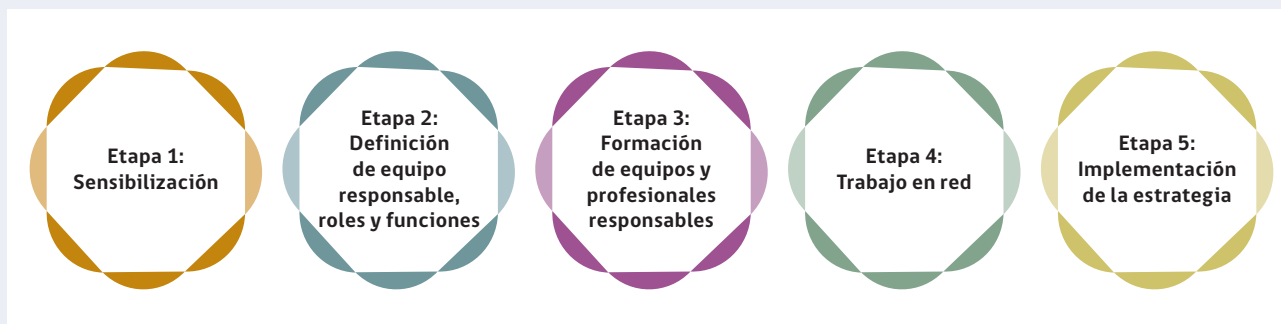 Etapa 1:
Sensibilización
Etapa 2:
Definición
de equipo
responsable,
roles y funciones
Etapa 3:
Formación
de equipos y
profesionales
responsables
Etapa 4:
Trabajo en red
Etapa 5:
Implementación
de la estrategia